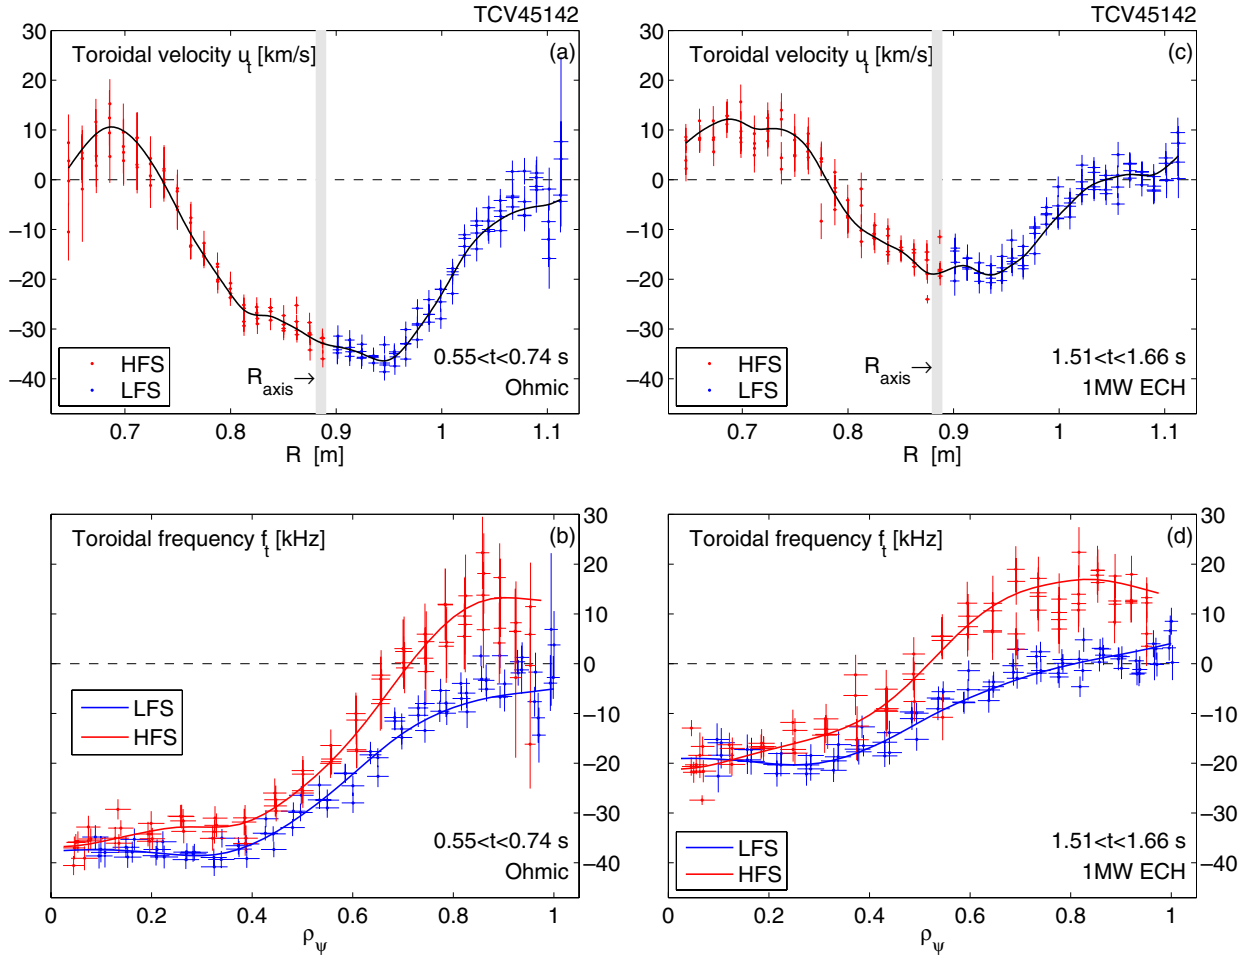 TCV45142
Toroidal velocity u_t [km/s]
(a)
30
20
10
0
−10
−20
−30
−40
HFS
LFS
R_axis→
0.55<t<0.74 s
Ohmic
0.7
0.8
0.9
1
1.1
R [m]
TCV45142
Toroidal velocity u_t [km/s]
(c)
30
20
10
0
−10
−20
−30
−40
HFS
LFS
R_axis→
1.51<t<1.66 s
1MW ECH
0.7
0.8
0.9
1
1.1
R [m]
Toroidal frequency f_t [kHz]
(b)
30
20
10
0
−10
−20
−30
−40
LFS
HFS
0.55<t<0.74 s
Ohmic
0
0.2
0.4
0.6
0.8
1
ρ_ψ
Toroidal frequency f_t [kHz]
(d)
30
20
10
0
−10
−20
−30
−40
LFS
HFS
1.51<t<1.66 s
1MW ECH
0
0.2
0.4
0.6
0.8
1
ρ_ψ